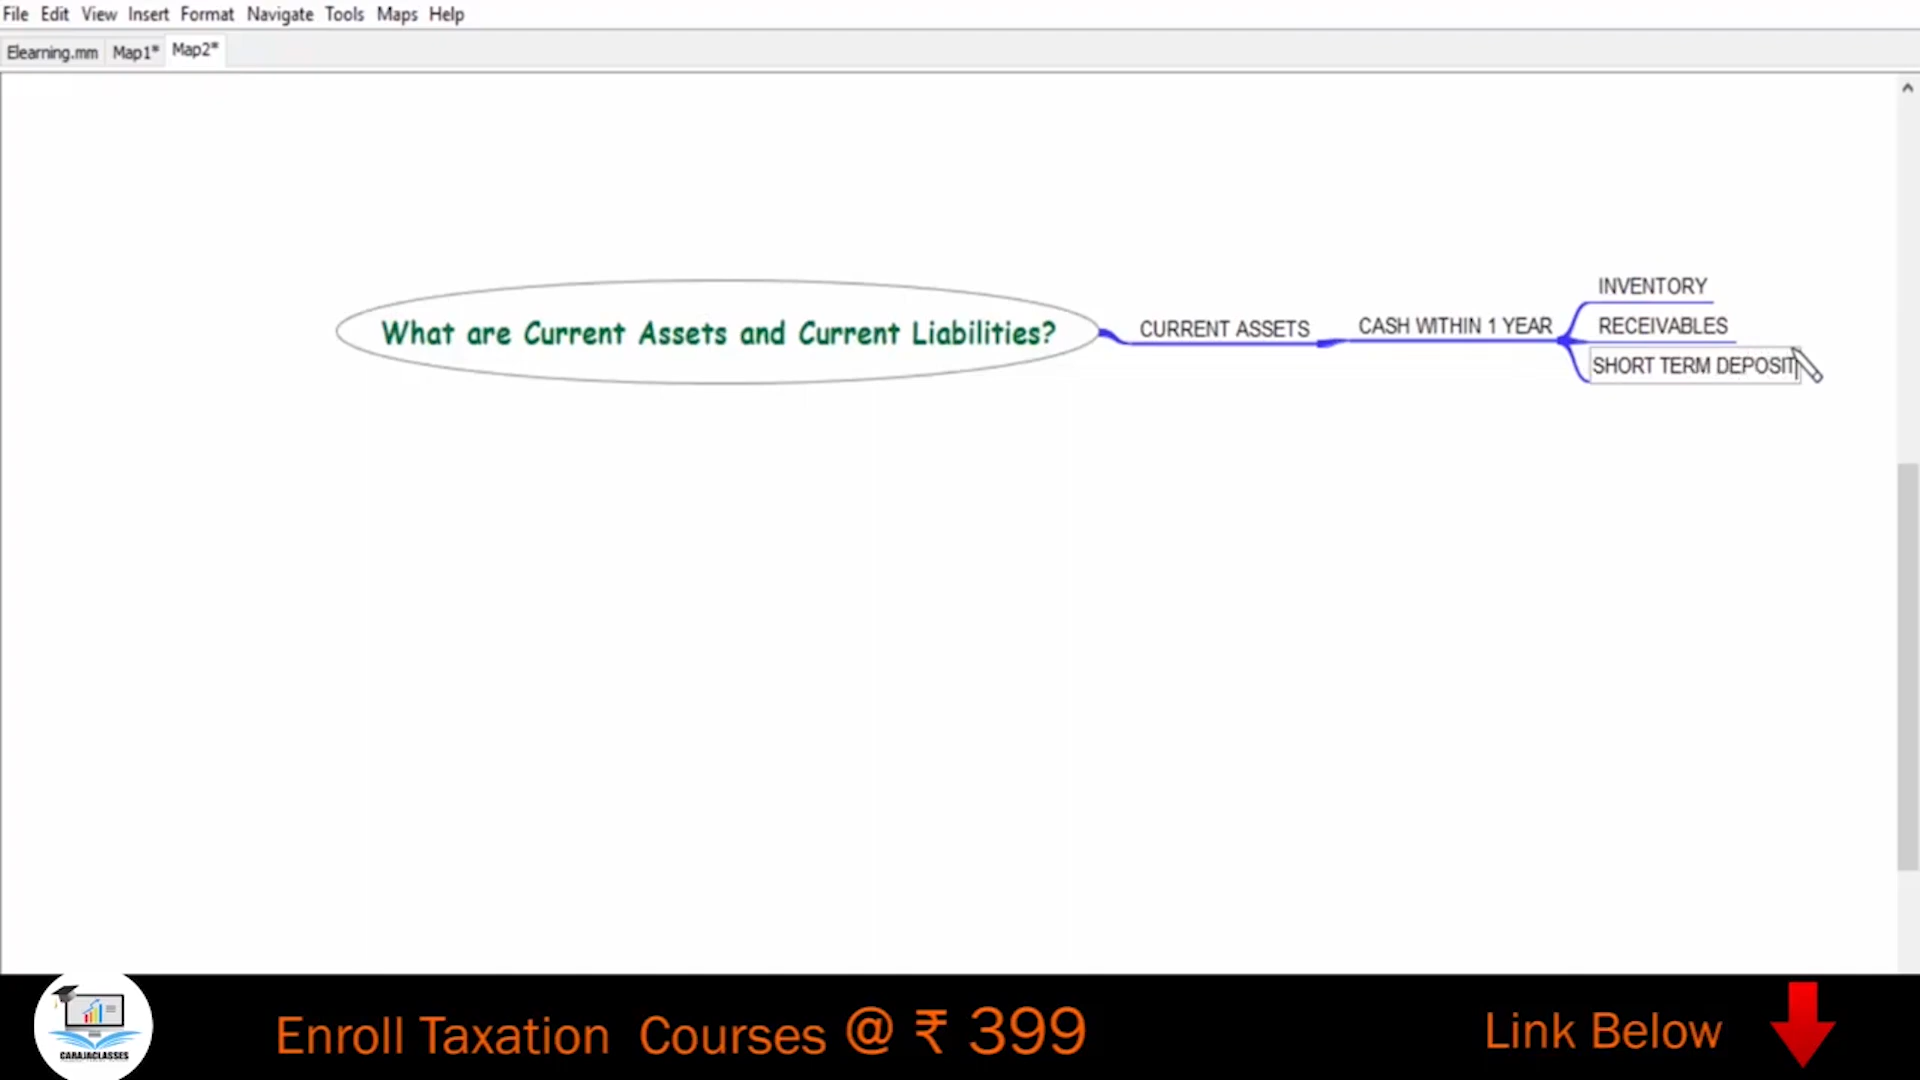 File Edit View Insert Format Navigate Tools Maps Help
Elearning.mm Map1* Map2*
What are Current Assets and Current Liabilities?
CURRENT ASSETS
CASH WITHIN 1 YEAR
INVENTORY
RECEIVABLES
SHORT TERM DEPOSIT
CARAJACLASSES
Enroll Taxation Courses @ ₹ 399
Link Below